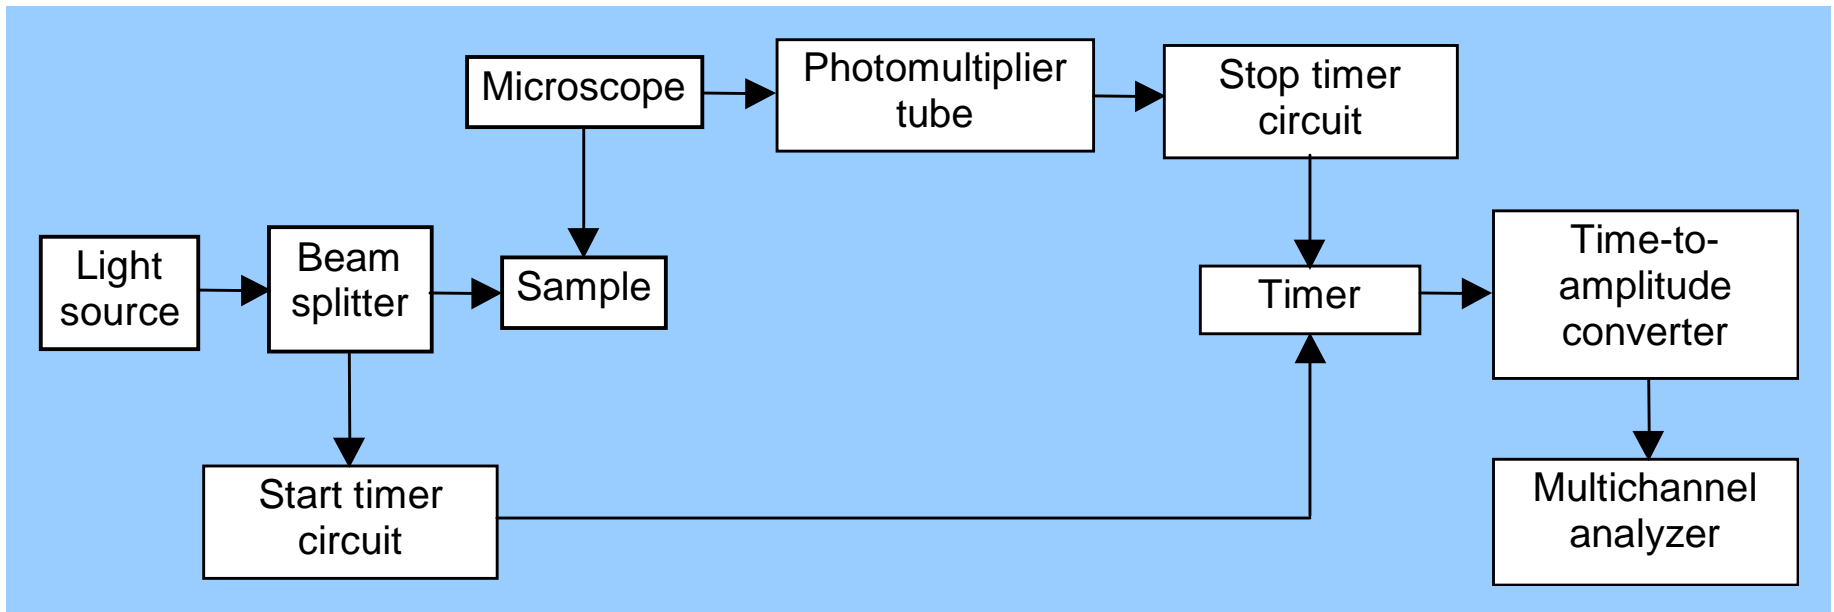 Microscope
Photomultiplier
tube
Stop timer
circuit
Light
source
Beam
splitter
Sample
Timer
Time-to-
amplitude
converter
Start timer
circuit
Multichannel
analyzer